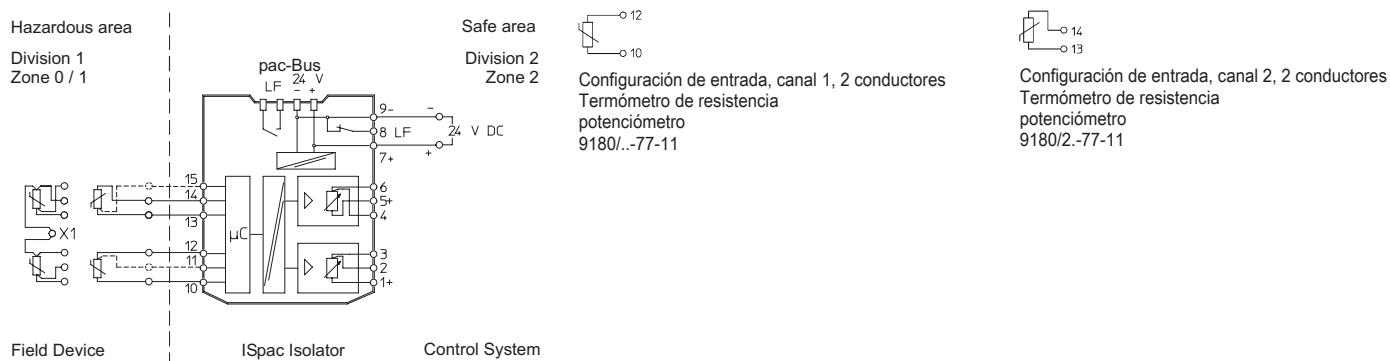 Hazardous area
Safe area
Division 1
Zone 0 / 1
Division 2
Zone 2
pac-Bus
LF 24 V
- +
9-
-
8 LF
24 V DC
7+
+
15
14
13
12
11
10
X1
µC
6
5+
4
3
2
1+
Field Device
ISpac Isolator
Control System
12
10
Configuración de entrada, canal 1, 2 conductores
Termómetro de resistencia
potenciómetro
9180/..-77-11
14
13
Configuración de entrada, canal 2, 2 conductores
Termómetro de resistencia
potenciómetro
9180/2.-77-11